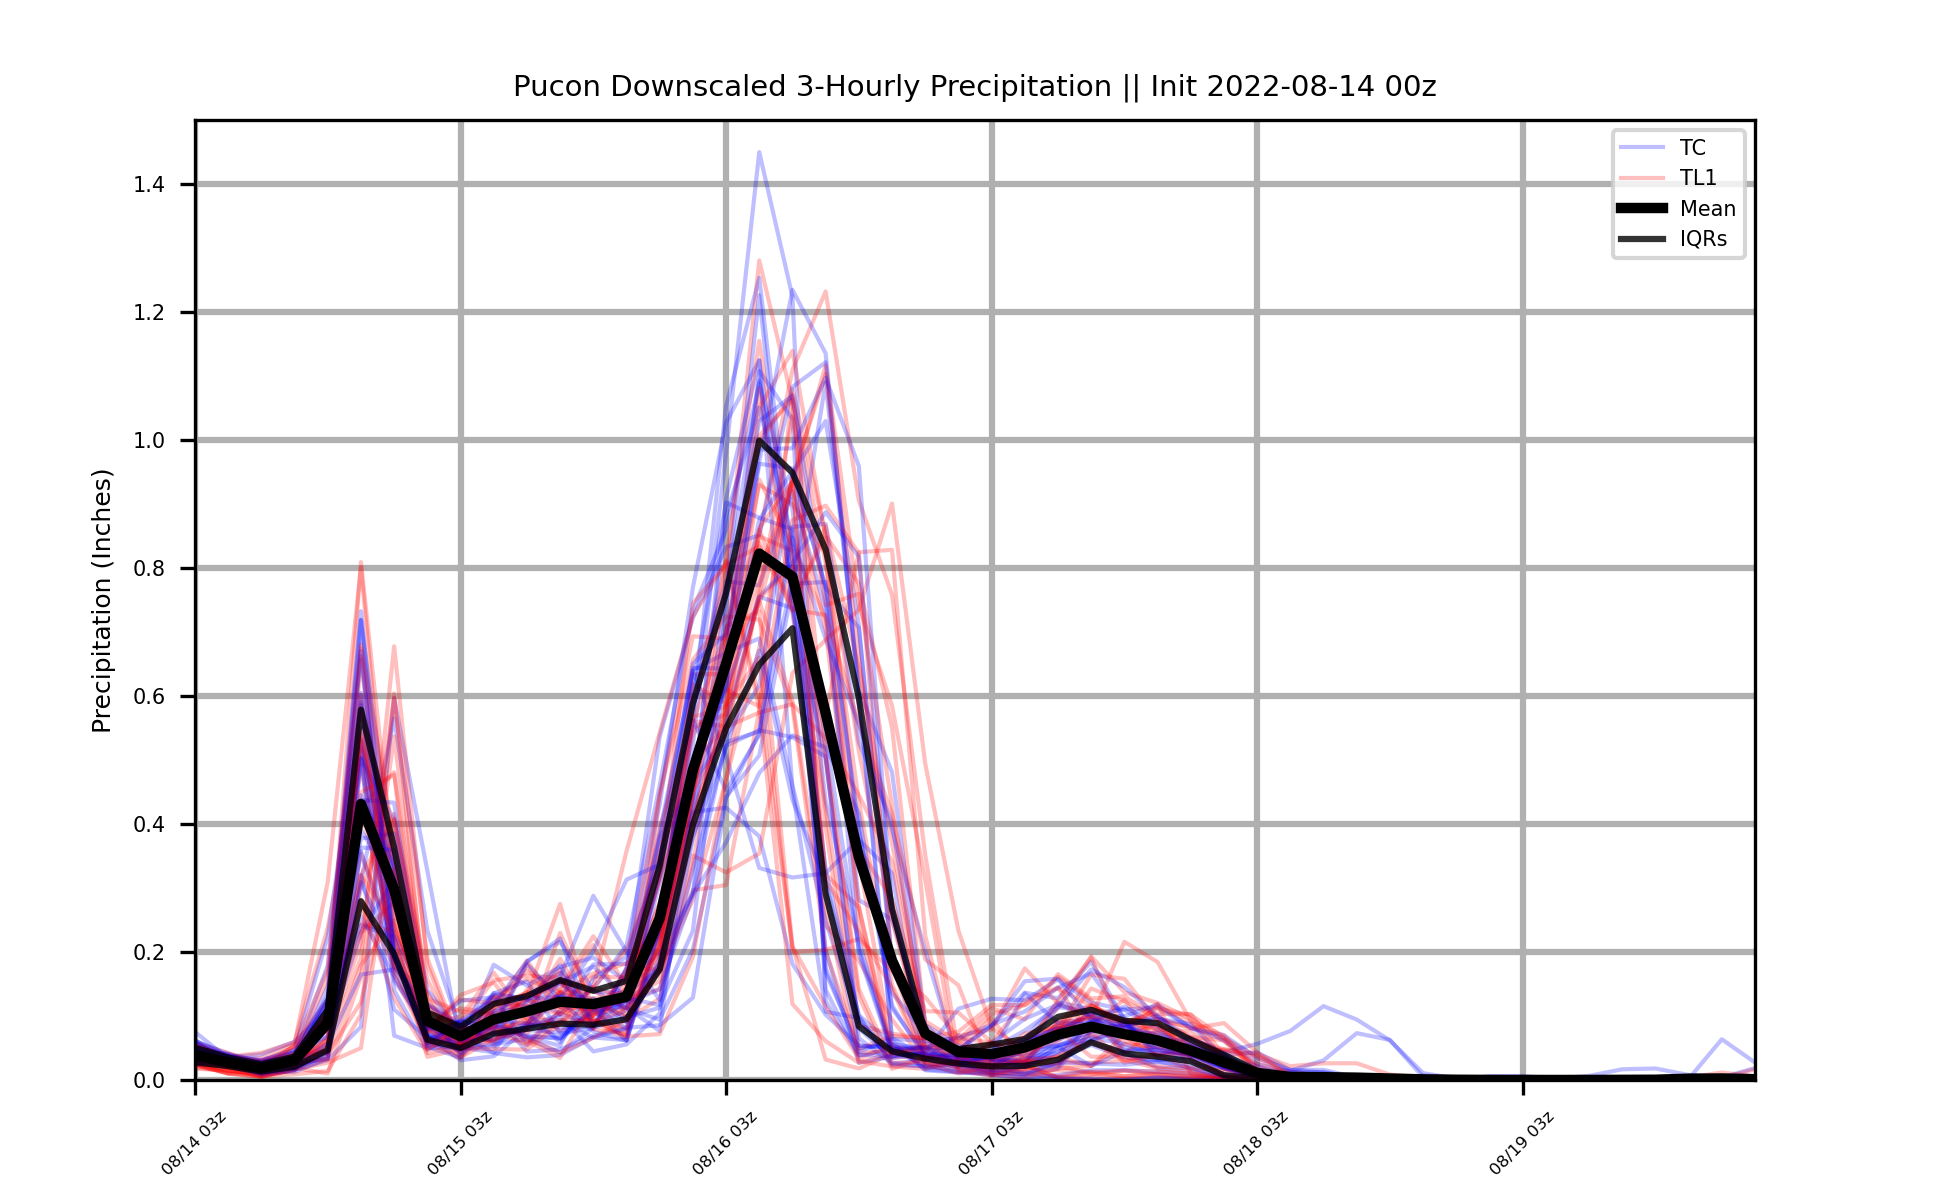 Pucon Downscaled 3-Hourly Precipitation || Init 2022-08-14 00z
TC
TL1
Mean
IQRs
Precipitation (Inches)
1.4
1.2
1.0
0.8
0.6
0.4
0.2
0.0
08/14 03z
08/15 03z
08/16 03z
08/17 03z
08/18 03z
08/19 03z